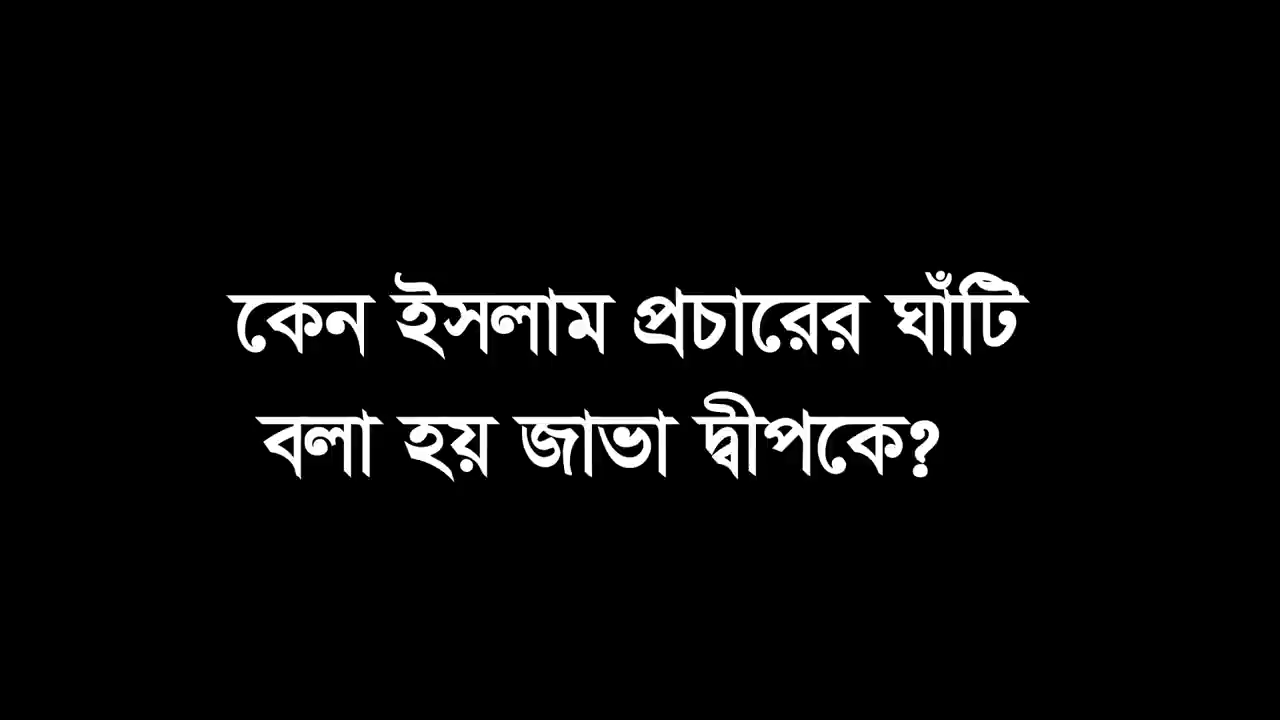 কেন ইসলাম প্রচারের ঘাঁটি
বলা হয় জাভা দ্বীপকে?